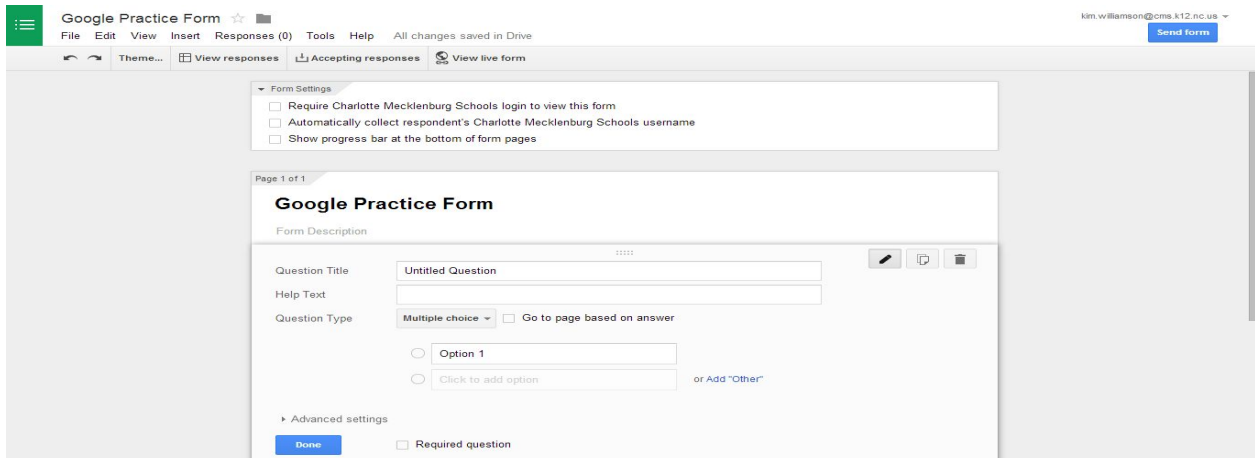 Google Practice Form
kim.williamson@cms.k12.nc.us
File Edit View Insert Responses (0) Tools Help All changes saved in Drive
Send form
Theme... View responses Accepting responses View live form
Form Settings
Require Charlotte Mecklenburg Schools login to view this form
Automatically collect respondent's Charlotte Mecklenburg Schools username
Show progress bar at the bottom of form pages
Page 1 of 1
Google Practice Form
Form Description
Question Title Untitled Question
Help Text
Question Type Multiple choice Go to page based on answer
Option 1
Click to add option or Add "Other"
Advanced settings
Done Required question